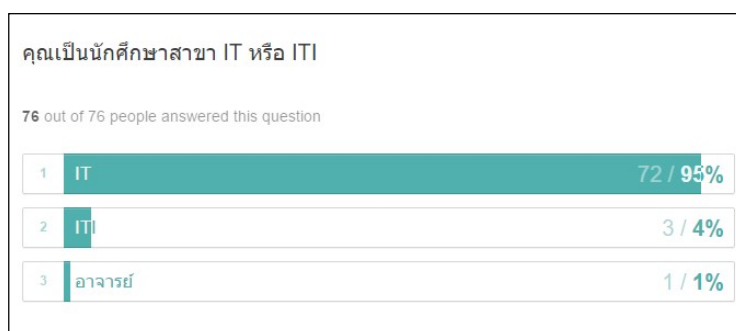 คุณเป็นนักศึกษาสาขา IT หรือ ITI
76 out of 76 people answered this question
1 IT 72 / 95%
2 ITI 3 / 4%
3 อาจารย์ 1 / 1%